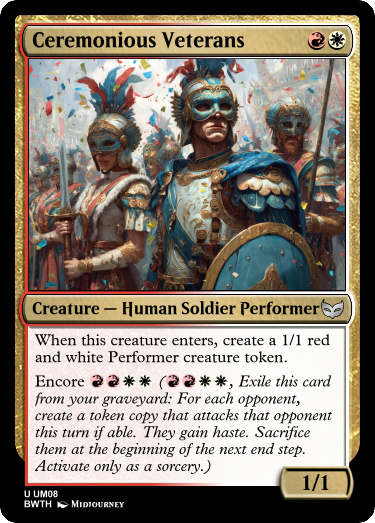 Ceremonious Veterans
Creature — Human Soldier Performer
When this creature enters, create a 1/1 red
and white Performer creature token.
Encore (, Exile this card
from your graveyard: For each opponent,
create a token copy that attacks that opponent
this turn if able. They gain haste. Sacrifice
them at the beginning of the next end step.
Activate only as a sorcery.)
1/1
U UM08
BWTH Midjourney